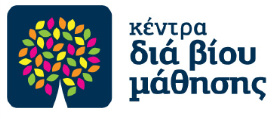 κέντρα
διά βίου
μάθησης